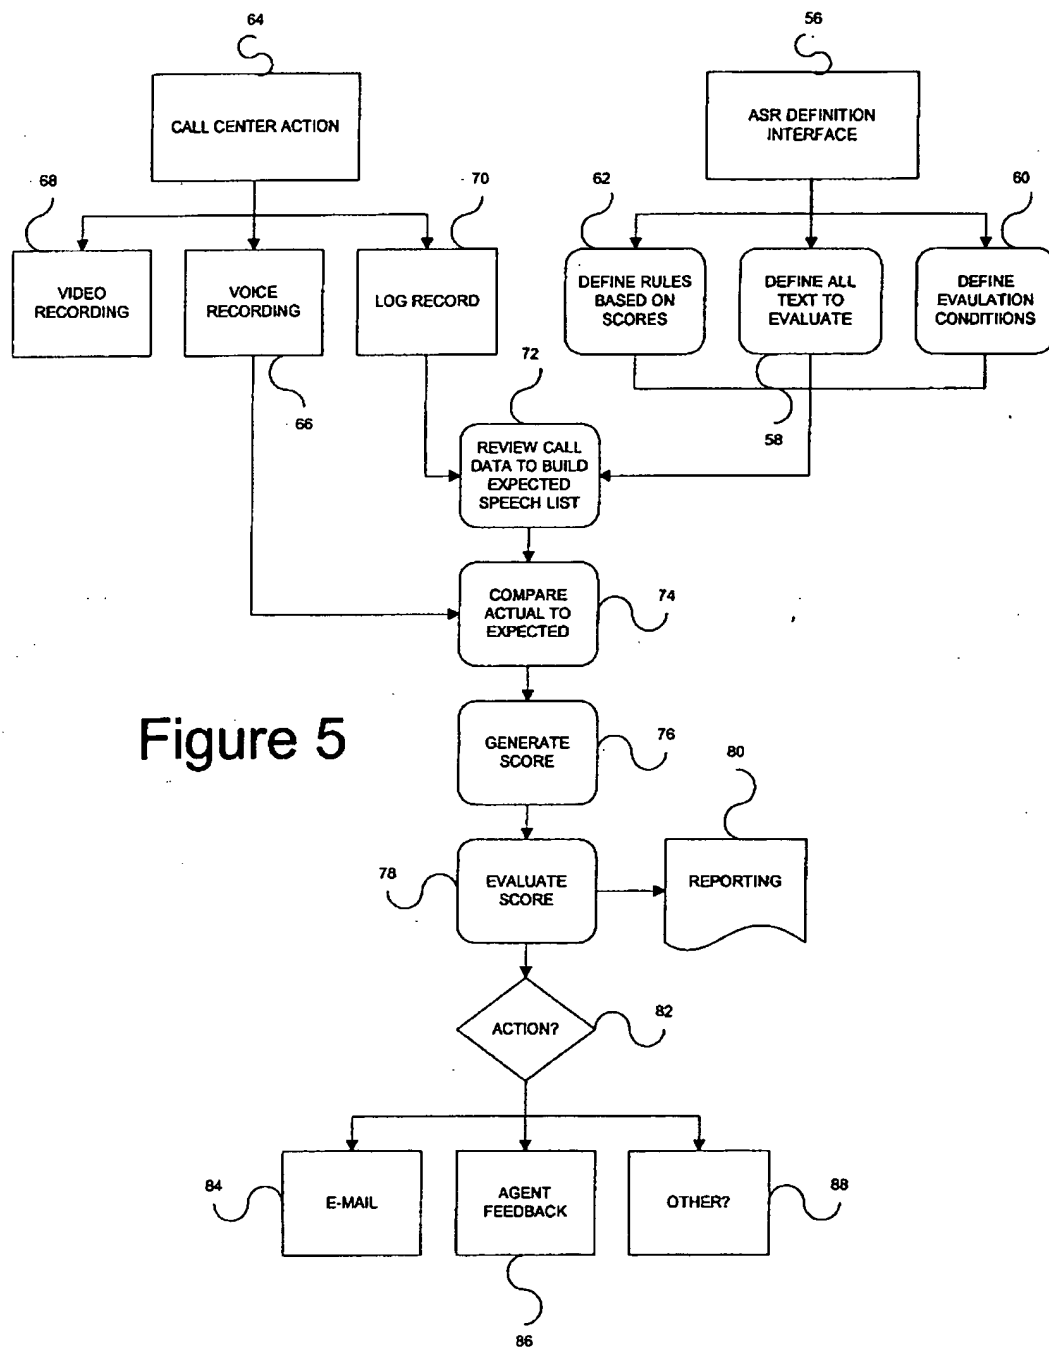 64
56
CALL CENTER ACTION
ASR DEFINITION
INTERFACE
68
70
62
60
VIDEO
RECORDING
VOICE
RECORDING
LOG RECORD
DEFINE RULES
BASED ON
SCORES
DEFINE ALL
TEXT TO
EVALUATE
DEFINE
EVAULATION
CONDITIIONS
72
66
58
REVIEW CALL
DATA TO BUILD
EXPECTED
SPEECH LIST
COMPARE
ACTUAL TO
EXPECTED
74
Figure 5
GENERATE
SCORE
76
80
78
EVALUATE
SCORE
REPORTING
ACTION?
82
84
E-MAIL
AGENT
FEEDBACK
OTHER?
88
86